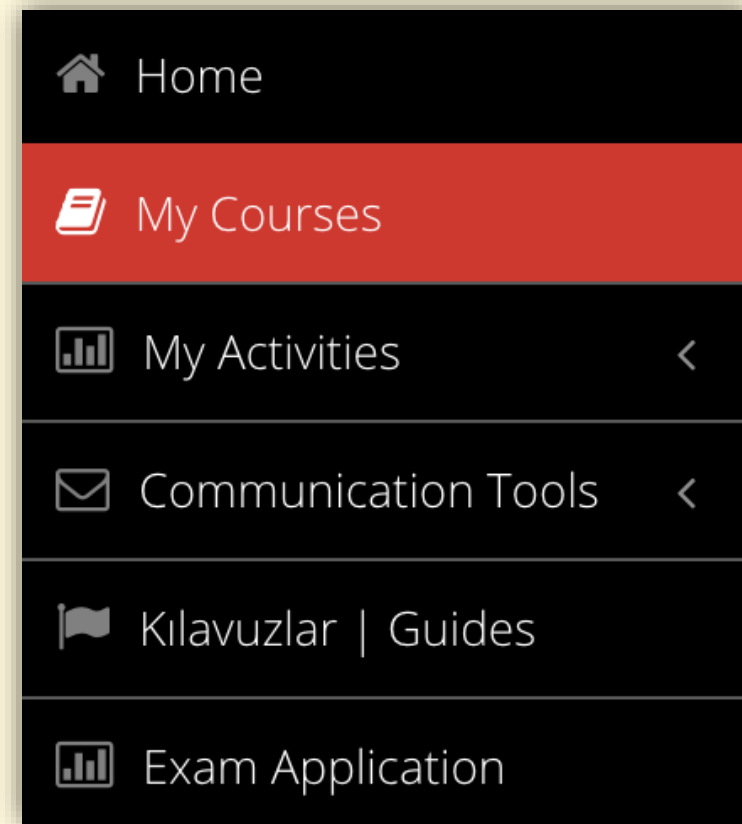 Home
My Courses
My Activities
Communication Tools
Kılavuzlar | Guides
Exam Application